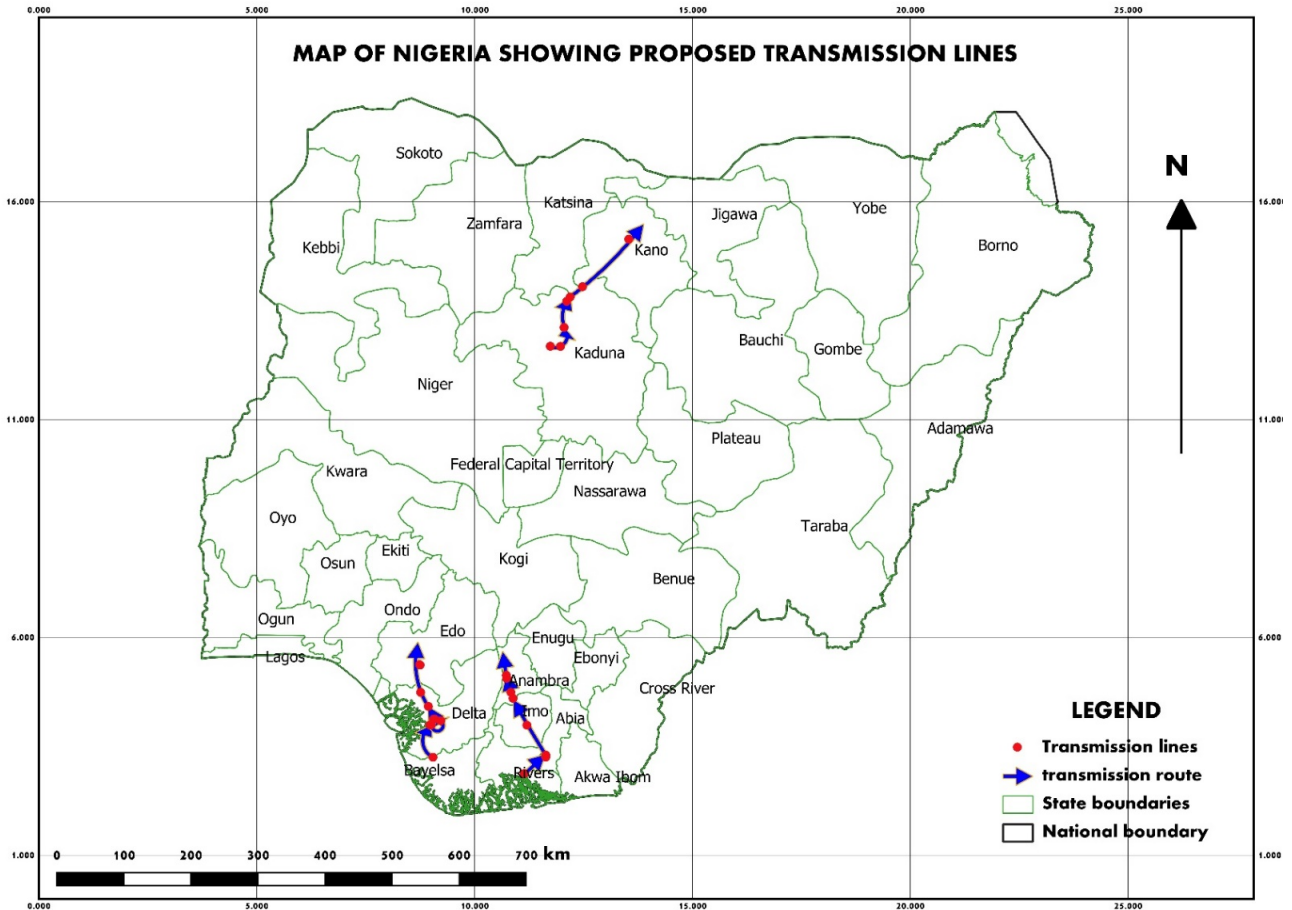 0.000 5.000 10.000 15.000 20.000 25.000
MAP OF NIGERIA SHOWING PROPOSED TRANSMISSION LINES
Sokoto
N
16.000 Katsina Jigawa Yobe 16.00
Zamfara
Kebbi Kano Borno
Bauchi Gombe
Kaduna
Niger
11.000 11.00
Adamawa
Plateau
Federal Capital Territory
Kwara
Nassarawa
Oyo Taraba
Ekiti Kogi
Osun Benue
Ondo
Ogun
Edo
6.000 Enugu 6.000
Lagos Ebonyi
Anambra Cross River
Delta Imo Abia
LEGEND
Transmission lines
Bayelsa Rivers Akwa Ibom
transmission route
State boundaries
National boundary
1.000 1.000
0 100 200 300 400 500 600 700 km
0.000 5.000 10.000 15.000 20.000 25.000